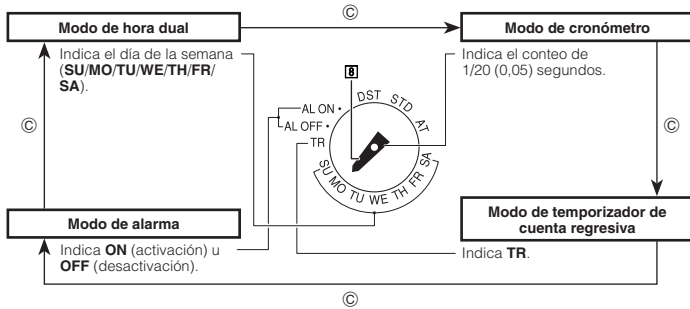 Ⓒ
Modo de hora dual
Modo de cronómetro
Indica el día de la semana
(SU/MO/TU/WE/TH/FR/
SA).
Indica el conteo de
1/20 (0,05) segundos.
8
Ⓒ
Ⓒ
AL ON •
AL OFF •
TR
DST
STD
AT
SU
MO
TU
WE
TH
FR
SA
Modo de alarma
Modo de temporizador de
cuenta regresiva
Indica ON (activación) u
OFF (desactivación).
Indica TR.
Ⓒ